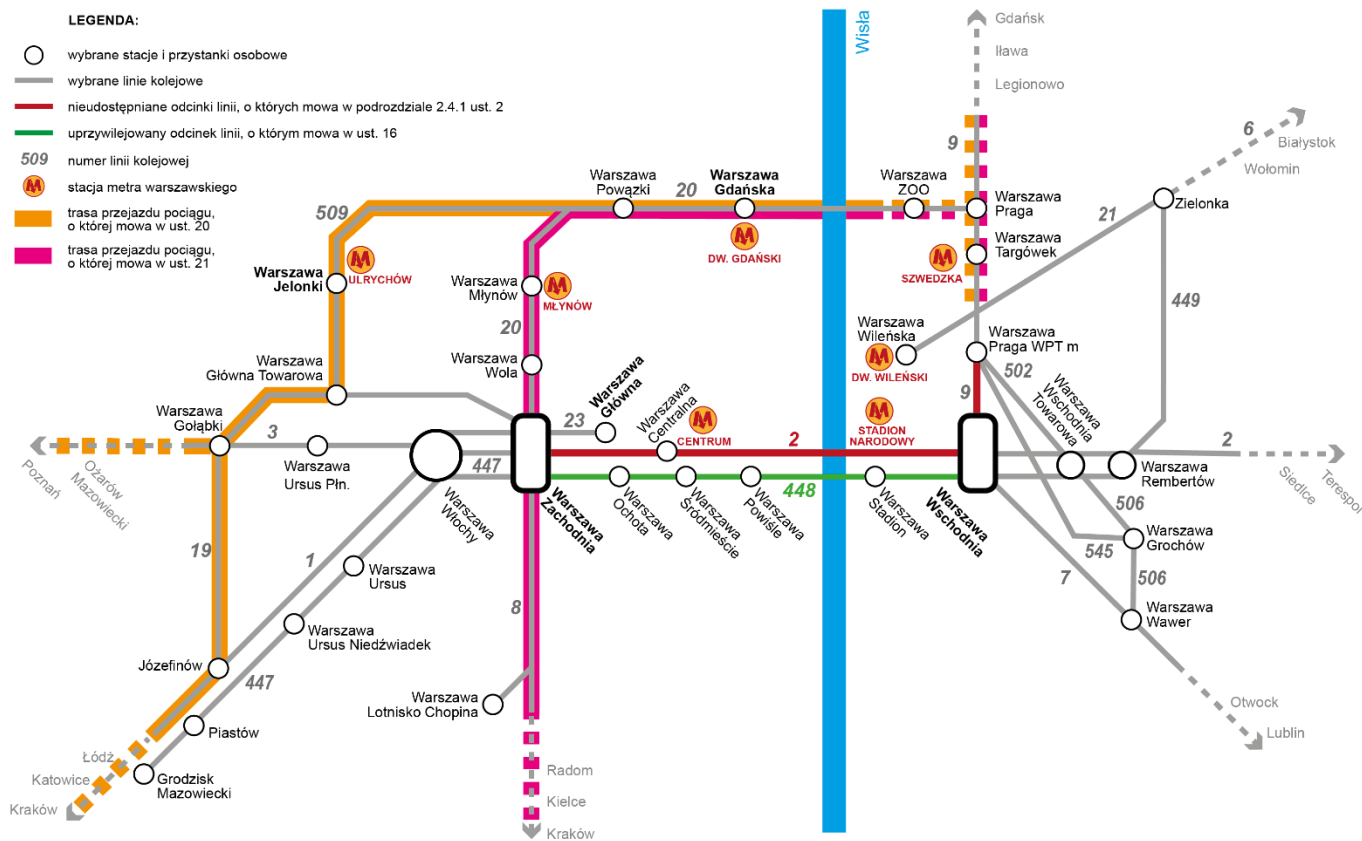 LEGENDA:
wybrane stacje i przystanki osobowe
wybrane linie kolejowe
nieudostępniane odcinki linii, o których mowa w podrozdziale 2.4.1 ust. 2
uprzywilejowany odcinek linii, o którym mowa w ust. 16
509
numer linii kolejowej
M
stacja metra warszawskiego
trasa przejazdu pociągu,
o której mowa w ust. 20
trasa przejazdu pociągu,
o której mowa w ust. 21
Wisła
Gdańsk
Iława
Legionowo
9
6
Białystok
Wołomin
Zielonka
21
449
509
Warszawa
Powązki
Warszawa
Gdańska
20
M
DW. GDAŃSKI
Warszawa
ZOO
Warszawa
Praga
Warszawa
Targówek
M
SZWEDZKA
Warszawa
Jelonki
M
ULRYCHÓW
Warszawa
Młynów
M
MŁYNÓW
20
Warszawa
Wola
Warszawa
Wileńska
M
DW. WILEŃSKI
Warszawa
Praga WPT m
502
9
Warszawa
Wschodnia
Towarowa
Warszawa
Główna Towarowa
Warszawa
Gołąbki
3
Warszawa
Ursus Płn.
Poznań
Ożarów
Mazowiecki
23
Warszawa
Główna
Warszawa
Centralna
M
CENTRUM
2
M
STADION
NARODOWY
447
Warszawa
Włochy
Warszawa
Zachodnia
Warszawa
Ochota
Warszawa
Śródmieście
Warszawa
Powiśle
448
Warszawa
Stadion
Warszawa
Wschodnia
2
Siedlce
Terespol
Warszawa
Rembertów
506
Warszawa
Grochów
545
506
7
Warszawa
Wawer
Otwock
Lublin
19
1
Warszawa
Ursus
Warszawa
Ursus Niedźwiadek
447
Józefinów
Piastów
Grodzisk
Mazowiecki
Łódź
Katowice
Kraków
8
Warszawa
Lotnisko Chopina
Radom
Kielce
Kraków